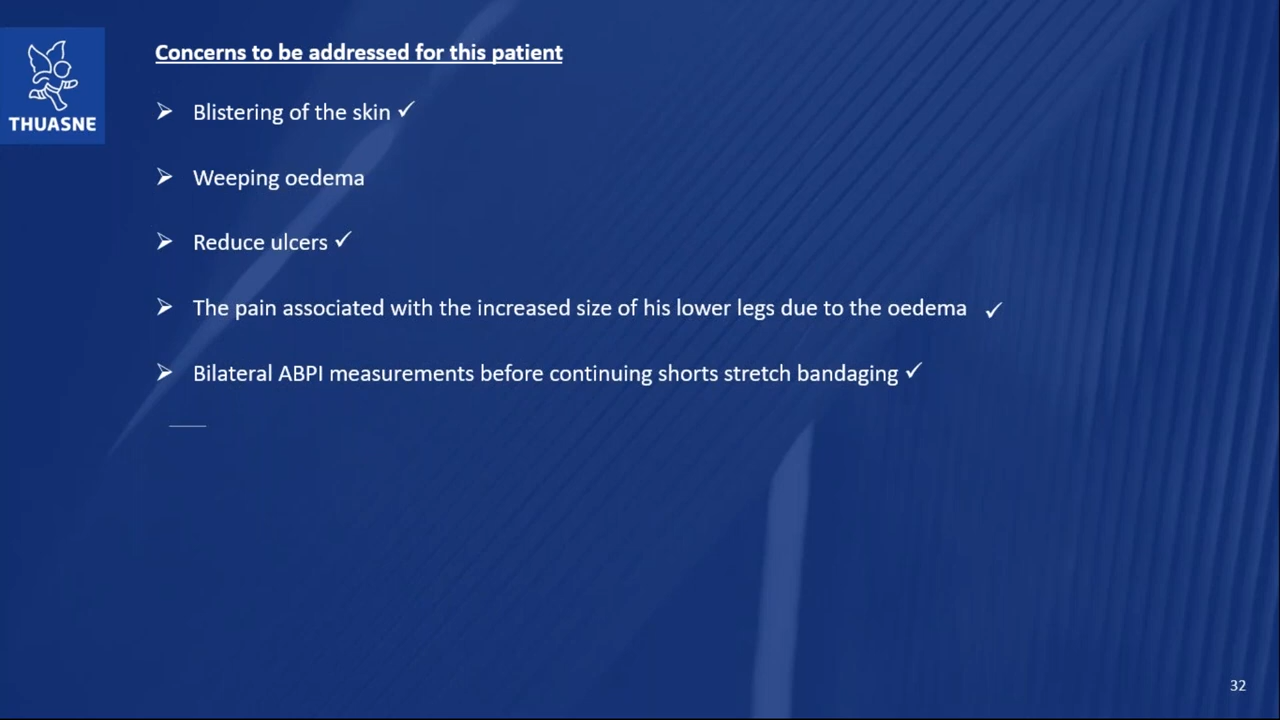 THUASNE
Concerns to be addressed for this patient
➢ Blistering of the skin ✓
➢ Weeping oedema
➢ Reduce ulcers ✓
➢ The pain associated with the increased size of his lower legs due to the oedema ✓
➢ Bilateral ABPI measurements before continuing shorts stretch bandaging ✓
32